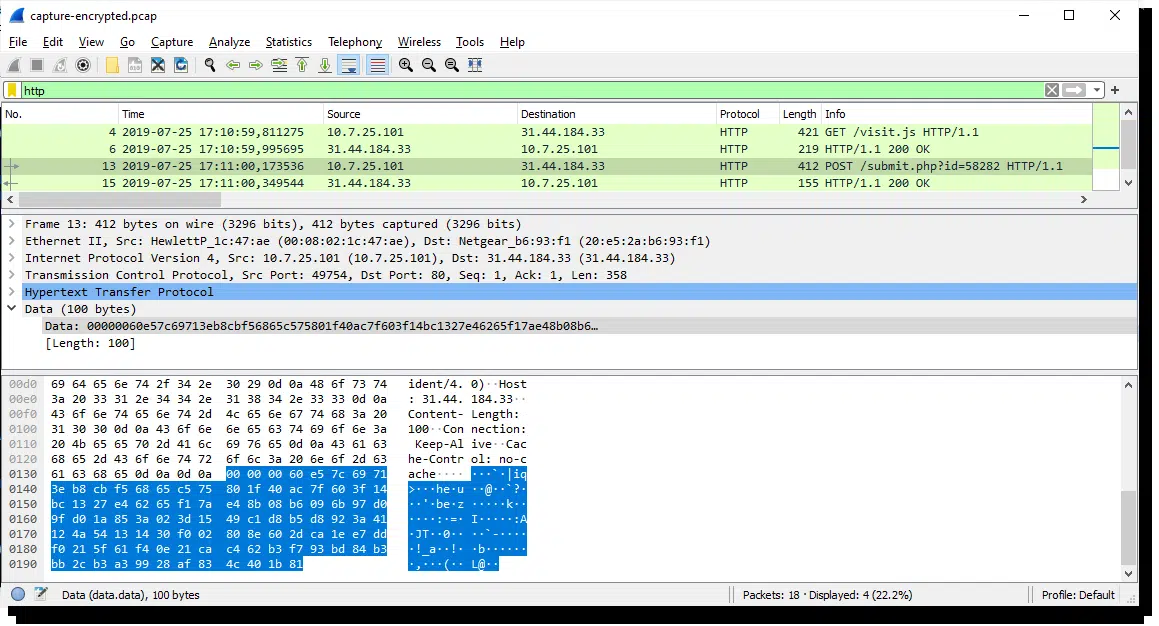 capture-encrypted.pcap
File Edit View Go Capture Analyze Statistics Telephony Wireless Tools Help
http
No. Time Source Destination Protocol Length Info
4 2019-07-25 17:10:59,811275 10.7.25.101 31.44.184.33 HTTP 421 GET /visit.js HTTP/1.1
6 2019-07-25 17:10:59,995695 31.44.184.33 10.7.25.101 HTTP 219 HTTP/1.1 200 OK
13 2019-07-25 17:11:00,173536 10.7.25.101 31.44.184.33 HTTP 412 POST /submit.php?id=58282 HTTP/1.1
15 2019-07-25 17:11:00,349544 31.44.184.33 10.7.25.101 HTTP 155 HTTP/1.1 200 OK
Frame 13: 412 bytes on wire (3296 bits), 412 bytes captured (3296 bits)
Ethernet II, Src: HewlettP_1c:47:ae (00:08:02:1c:47:ae), Dst: Netgear_b6:93:f1 (20:e5:2a:b6:93:f1)
Internet Protocol Version 4, Src: 10.7.25.101 (10.7.25.101), Dst: 31.44.184.33 (31.44.184.33)
Transmission Control Protocol, Src Port: 49754, Dst Port: 80, Seq: 1, Ack: 1, Len: 358
Hypertext Transfer Protocol
Data (100 bytes)
Data: 00000060e57c69713eb8cbf56865c575801f40ac7f603f14bc1327e46265f17ae48b08b6…
[Length: 100]
00d0 69 64 65 6e 74 2f 34 2e 30 29 0d 0a 48 6f 73 74 ident/4. 0)··Host
00e0 3a 20 33 31 2e 34 34 2e 31 38 34 2e 33 33 0d 0a : 31.44. 184.33··
00f0 43 6f 6e 74 65 6e 74 2d 4c 65 6e 67 74 68 3a 20 Content- Length:
0100 31 30 30 0d 0a 43 6f 6e 6e 65 63 74 69 6f 6e 3a 100··Con nection:
0110 20 4b 65 65 70 2d 41 6c 69 76 65 0d 0a 43 61 63 Keep-Al ive··Cac
0120 68 65 2d 43 6f 6e 74 72 6f 6c 3a 20 6e 6f 2d 63 he-Contr ol: no-c
0130 61 63 68 65 0d 0a 0d 0a 00 00 00 60 e5 7c 69 71 ache···· ···`·|iq
0140 3e b8 cb f5 68 65 c5 75 80 1f 40 ac 7f 60 3f 14 >···he·u ··@··`?·
0150 bc 13 27 e4 62 65 f1 7a e4 8b 08 b6 09 6b 97 d0 ··'·be·z ·····k··
0160 9f d0 1a 85 3a 02 3d 15 49 c1 d8 b5 d8 92 3a 41 ····:·=· I·····:A
0170 12 4a 54 13 14 30 f0 02 80 8e 60 2d ca 1e e7 dd ·JT··0·· ··`-····
0180 f0 21 5f 61 f4 0e 21 ca c4 62 b3 f7 93 bd 84 b3 ·!_a··!· ·b······
0190 bb 2c b3 a3 99 28 af 83 4c 40 1b 81 ·,···(·· L@··
Data (data.data), 100 bytes Packets: 18 · Displayed: 4 (22.2%) Profile: Default